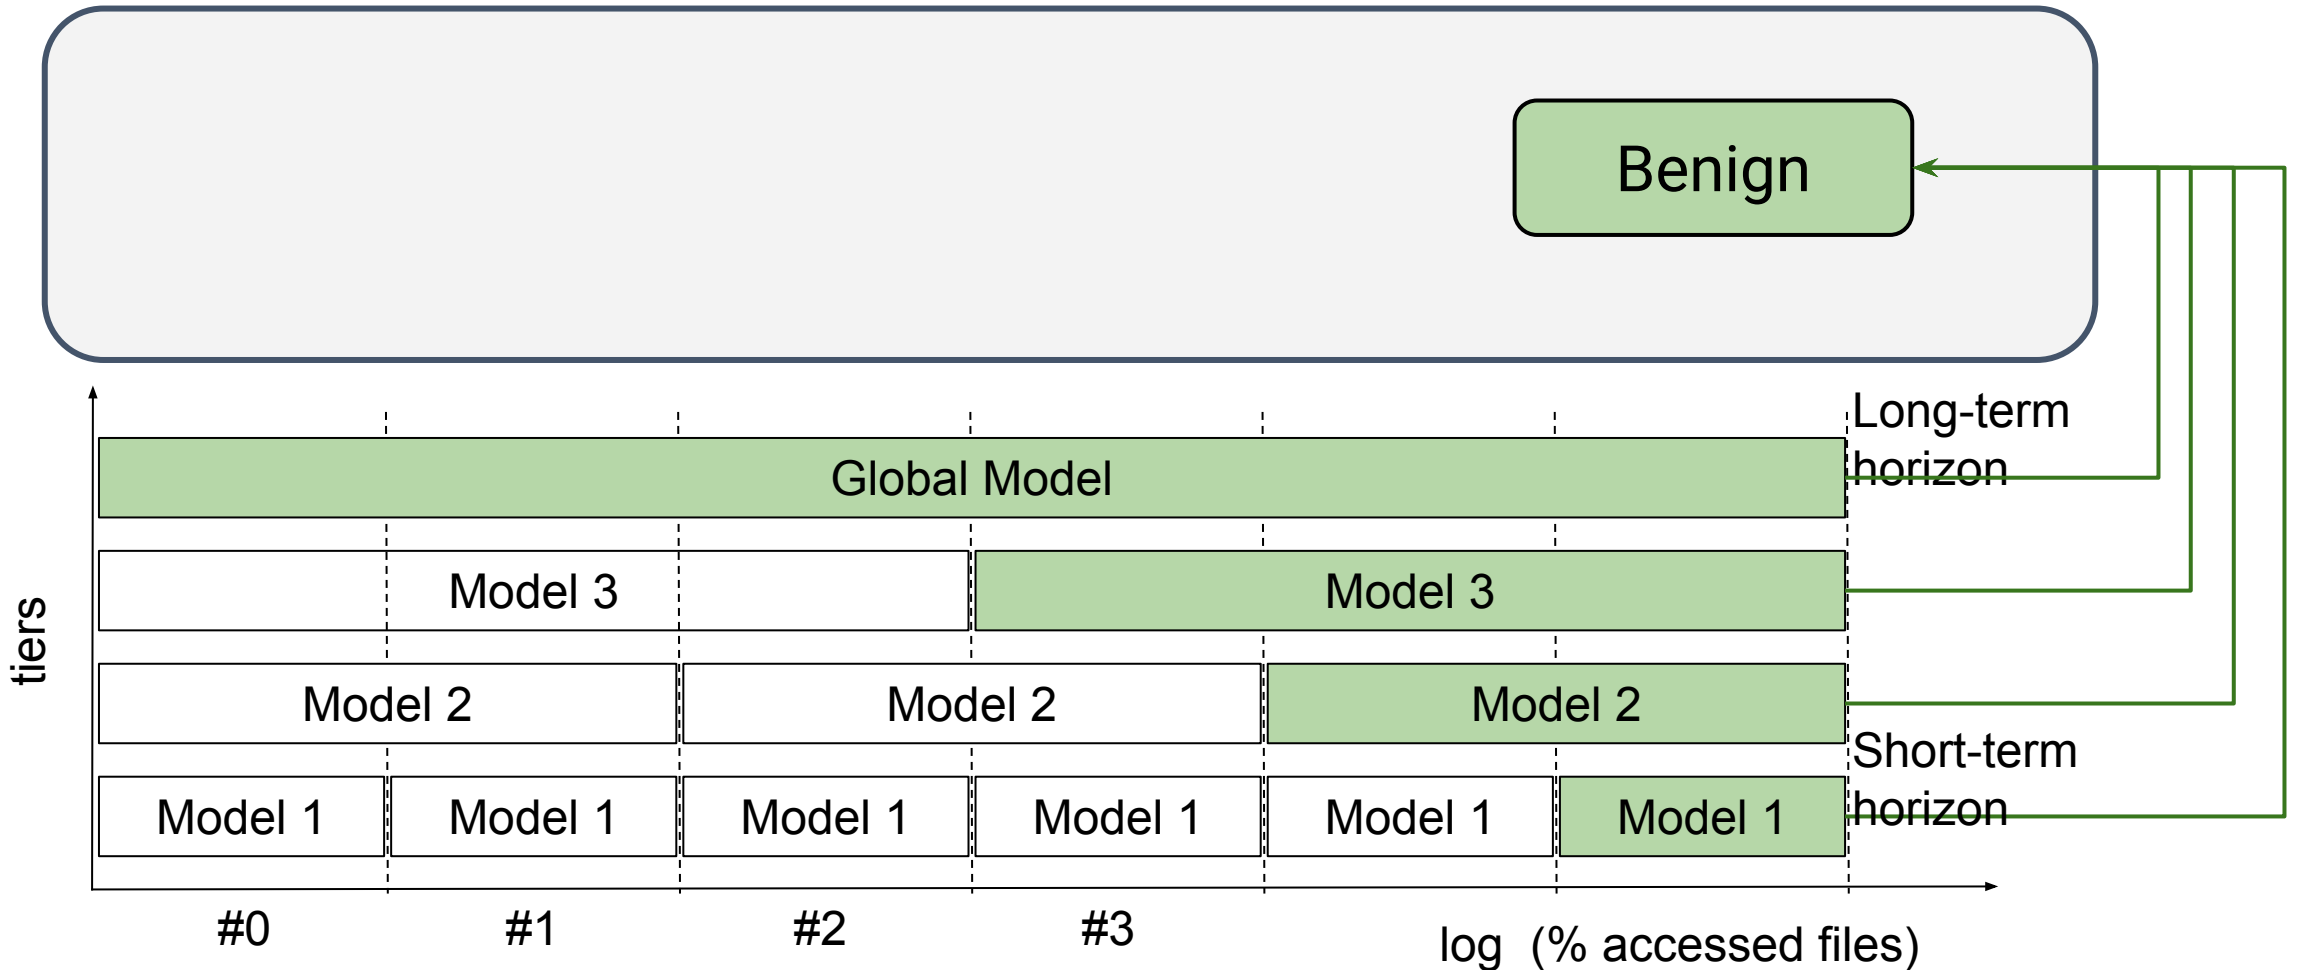 Benign
Long-term
horizon
Global Model
Model 3
Model 3
tiers
Model 2
Model 2
Model 2
Short-term
horizon
Model 1
Model 1
Model 1
Model 1
Model 1
Model 1
#0
#1
#2
#3
log (% accessed files)